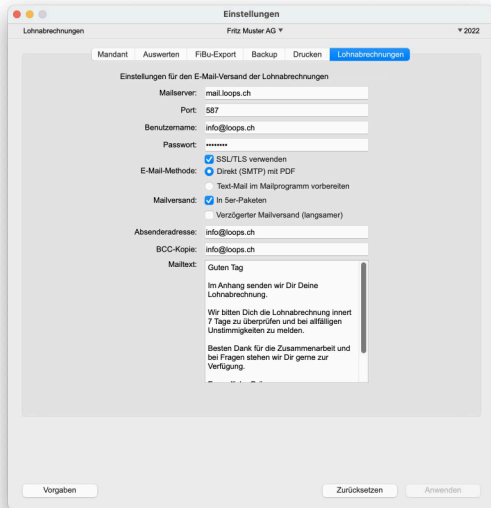 Einstellungen
Lohnabrechnungen Fritz Muster AG ▼ ▼ 2022
Mandant Auswerten FiBu-Export Backup Drucken Lohnabrechnungen
Einstellungen für den E-Mail-Versand der Lohnabrechnungen
Mailserver: mail.loops.ch
Port: 587
Benutzername: info@loops.ch
Passwort: ••••••••
SSL/TLS verwenden
E-Mail-Methode: Direkt (SMTP) mit PDF
Text-Mail im Mailprogramm vorbereiten
Mailversand: In 5er-Paketen
Verzögerter Mailversand (langsamer)
Absenderadresse: info@loops.ch
BCC-Kopie: info@loops.ch
Mailtext: Guten Tag
Im Anhang senden wir Dir Deine
Lohnabrechnung.
Wir bitten Dich die Lohnabrechnung innert
7 Tage zu überprüfen und bei allfälligen
Unstimmigkeiten zu melden.
Besten Dank für die Zusammenarbeit und
bei Fragen stehen wir Dir gerne zur
Verfügung.
Vorgaben Zurücksetzen Anwenden